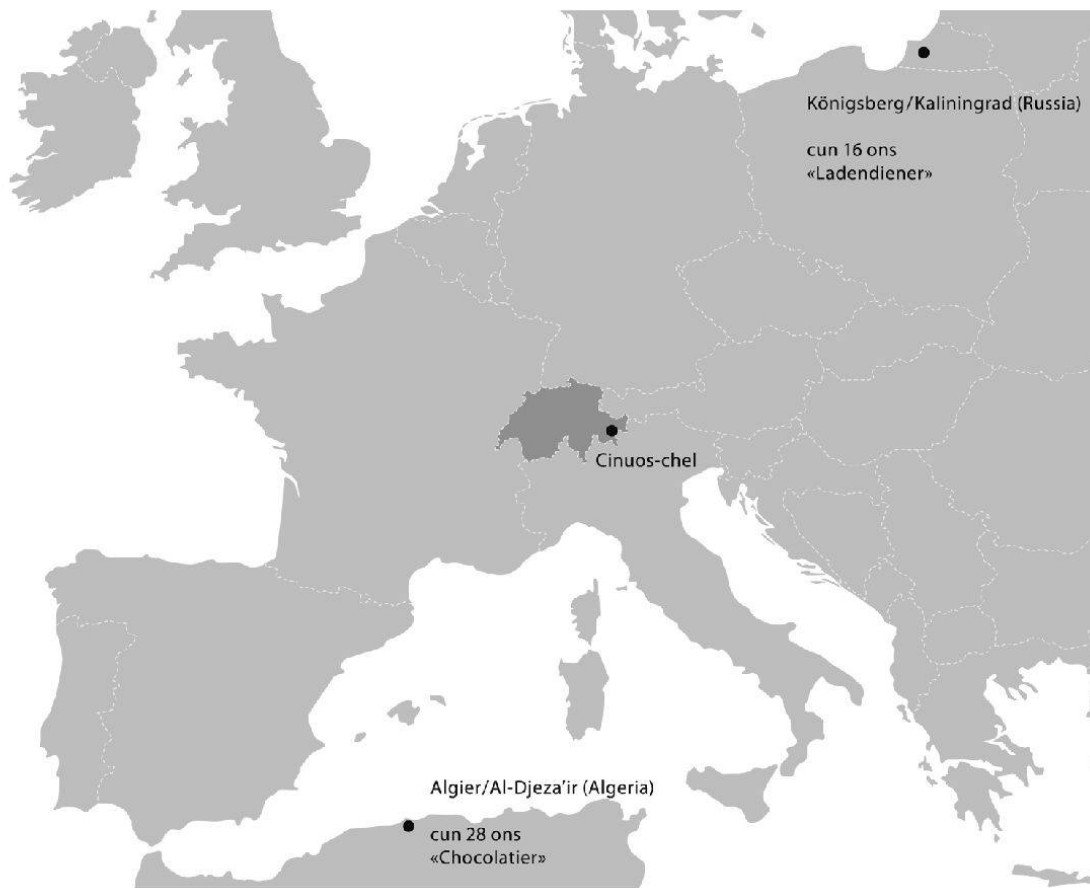 Königsberg/Kaliningrad (Russia)
cun 16 ons
«Ladendiener»
Cinuos-chel
Algier/Al-Djeza'ir (Algeria)
cun 28 ons
«Chocolatier»